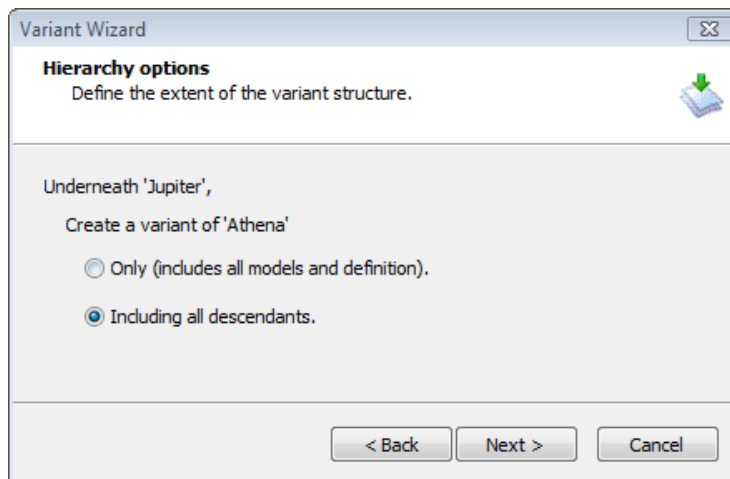 Variant Wizard
Hierarchy options
Define the extent of the variant structure.
Underneath 'Jupiter',
Create a variant of 'Athena'
Only (includes all models and definition).
Including all descendants.
< Back Next > Cancel